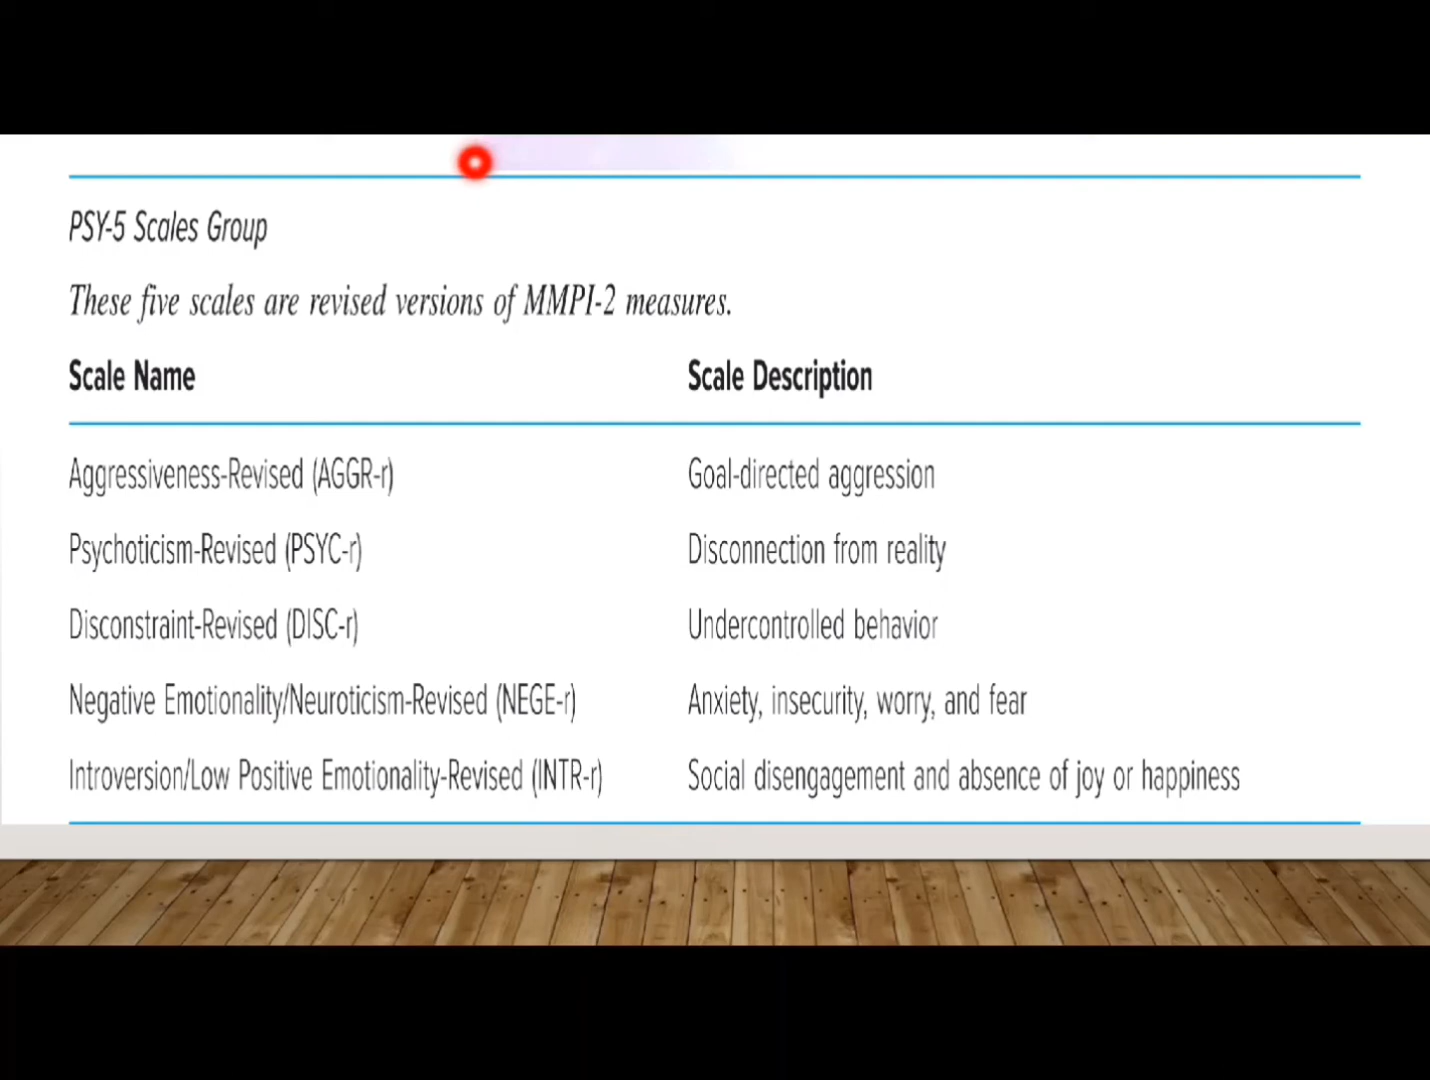 PSY-5 Scales Group
These five scales are revised versions of MMPI-2 measures.
Scale Name Scale Description
Aggressiveness-Revised (AGGR-r) Goal-directed aggression
Psychoticism-Revised (PSYC-r) Disconnection from reality
Disconstraint-Revised (DISC-r) Undercontrolled behavior
Negative Emotionality/Neuroticism-Revised (NEGE-r) Anxiety, insecurity, worry, and fear
Introversion/Low Positive Emotionality-Revised (INTR-r) Social disengagement and absence of joy or happiness